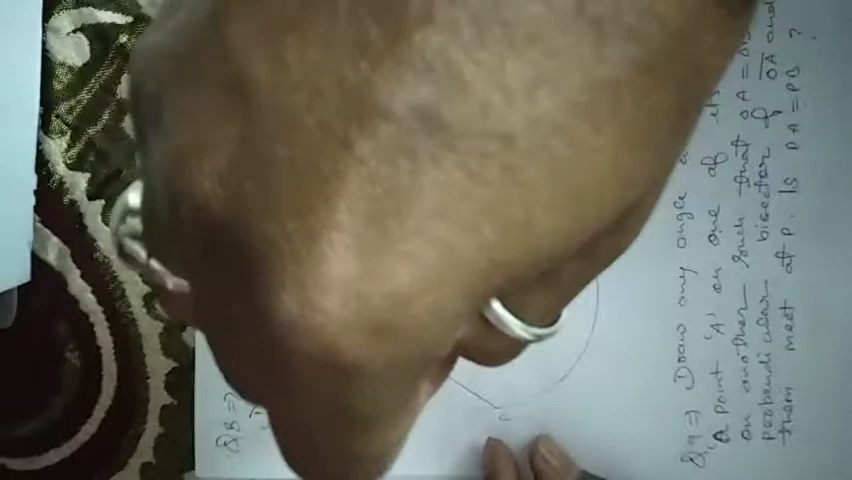 Q9⇒ Draw any angle
a point 'A' on one of its
on another such that OA = OB
perpendicular bisector of OA and
them meet at P. Is PA = PB ?
Q8⇒